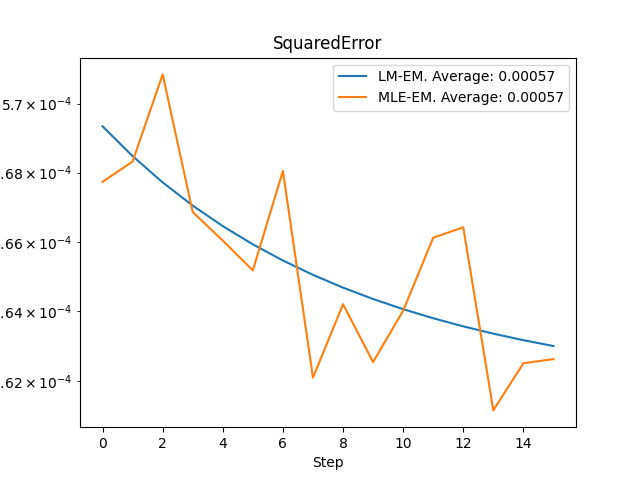 SquaredError
LM-EM. Average: 0.00057
MLE-EM. Average: 0.00057
5.7 × 10⁻⁴
.68 × 10⁻⁴
.66 × 10⁻⁴
.64 × 10⁻⁴
.62 × 10⁻⁴
0 2 4 6 8 10 12 14
Step